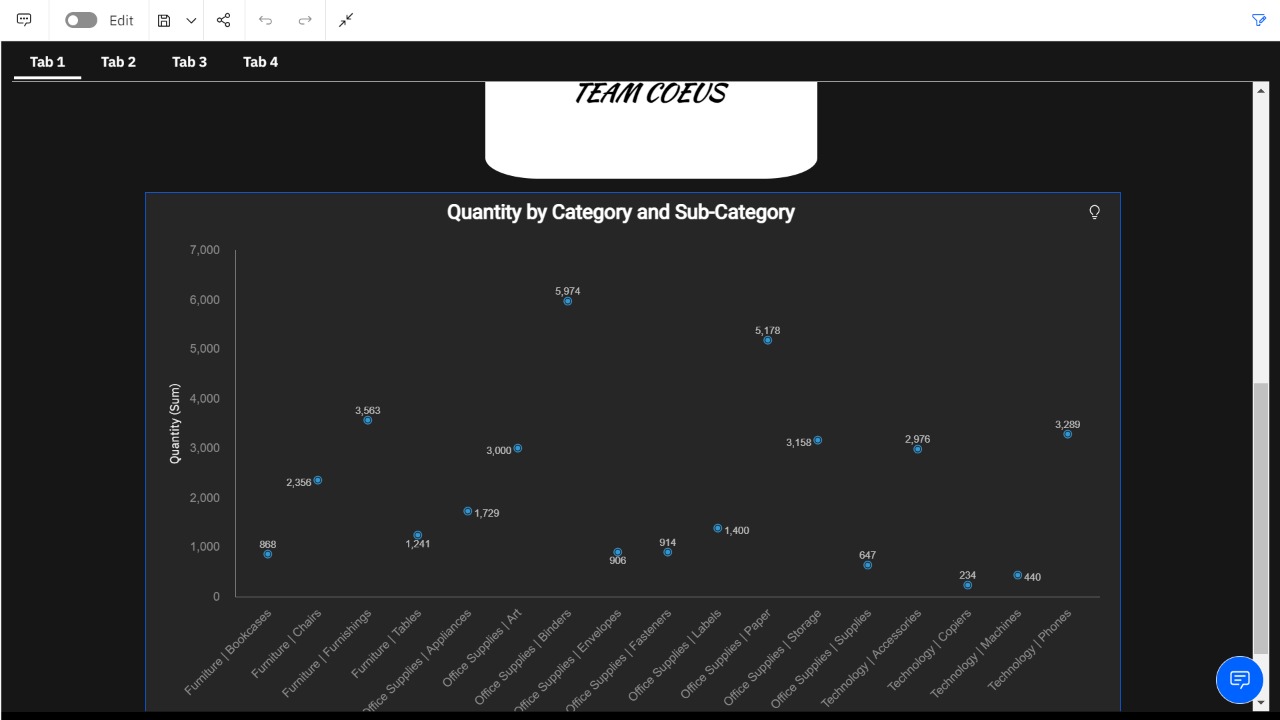 Edit
Tab 1 Tab 2 Tab 3 Tab 4
TEAM COEUS
Quantity by Category and Sub-Category
7,000
6,000
5,000
4,000
3,000
2,000
1,000
0
Quantity (Sum)
868
2,356
3,563
1,241
1,729
3,000
5,974
906
914
1,400
5,178
3,158
647
2,976
234
440
3,289
Furniture | Bookcases
Furniture | Chairs
Furniture | Furnishings
Furniture | Tables
Office Supplies | Appliances
Office Supplies | Art
Office Supplies | Binders
Office Supplies | Envelopes
Office Supplies | Fasteners
Office Supplies | Labels
Office Supplies | Paper
Office Supplies | Storage
Office Supplies | Supplies
Technology | Accessories
Technology | Copiers
Technology | Machines
Technology | Phones